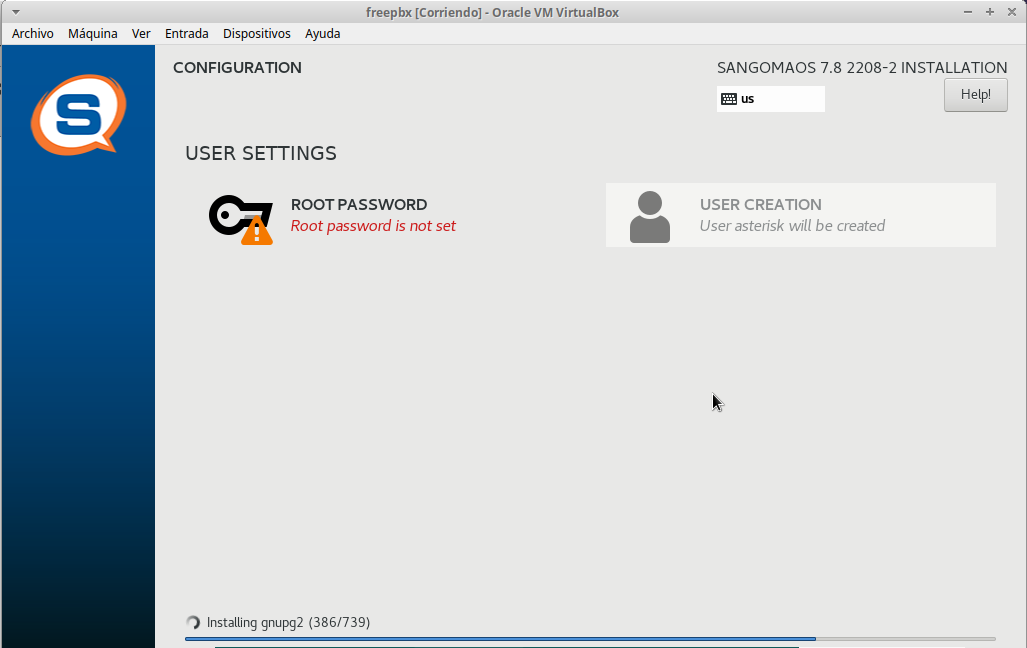 freepbx [Corriendo] - Oracle VM VirtualBox
Archivo Máquina Ver Entrada Dispositivos Ayuda
S
CONFIGURATION
SANGOMAOS 7.8 2208-2 INSTALLATION
us
Help!
USER SETTINGS
ROOT PASSWORD
Root password is not set
USER CREATION
User asterisk will be created
Installing gnupg2 (386/739)